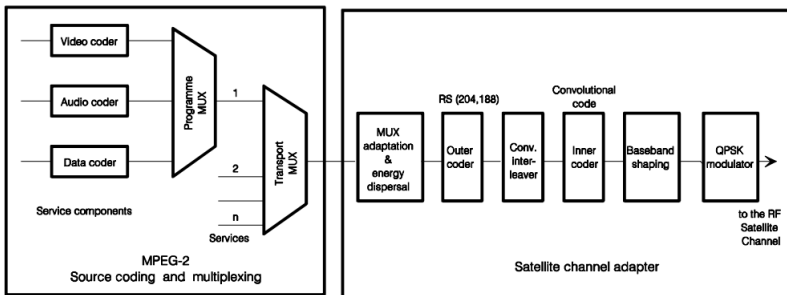 Video coder
Audio coder
Data coder
Service components
Programme
MUX
1
2
n
Services
Transport
MUX
MPEG-2
Source coding and multiplexing
MUX
adaptation
&
energy
dispersal
RS (204,188)
Outer
coder
Conv.
inter-
leaver
Convolutional
code
Inner
coder
Baseband
shaping
QPSK
modulator
to the RF
Satellite
Channel
Satellite channel adapter